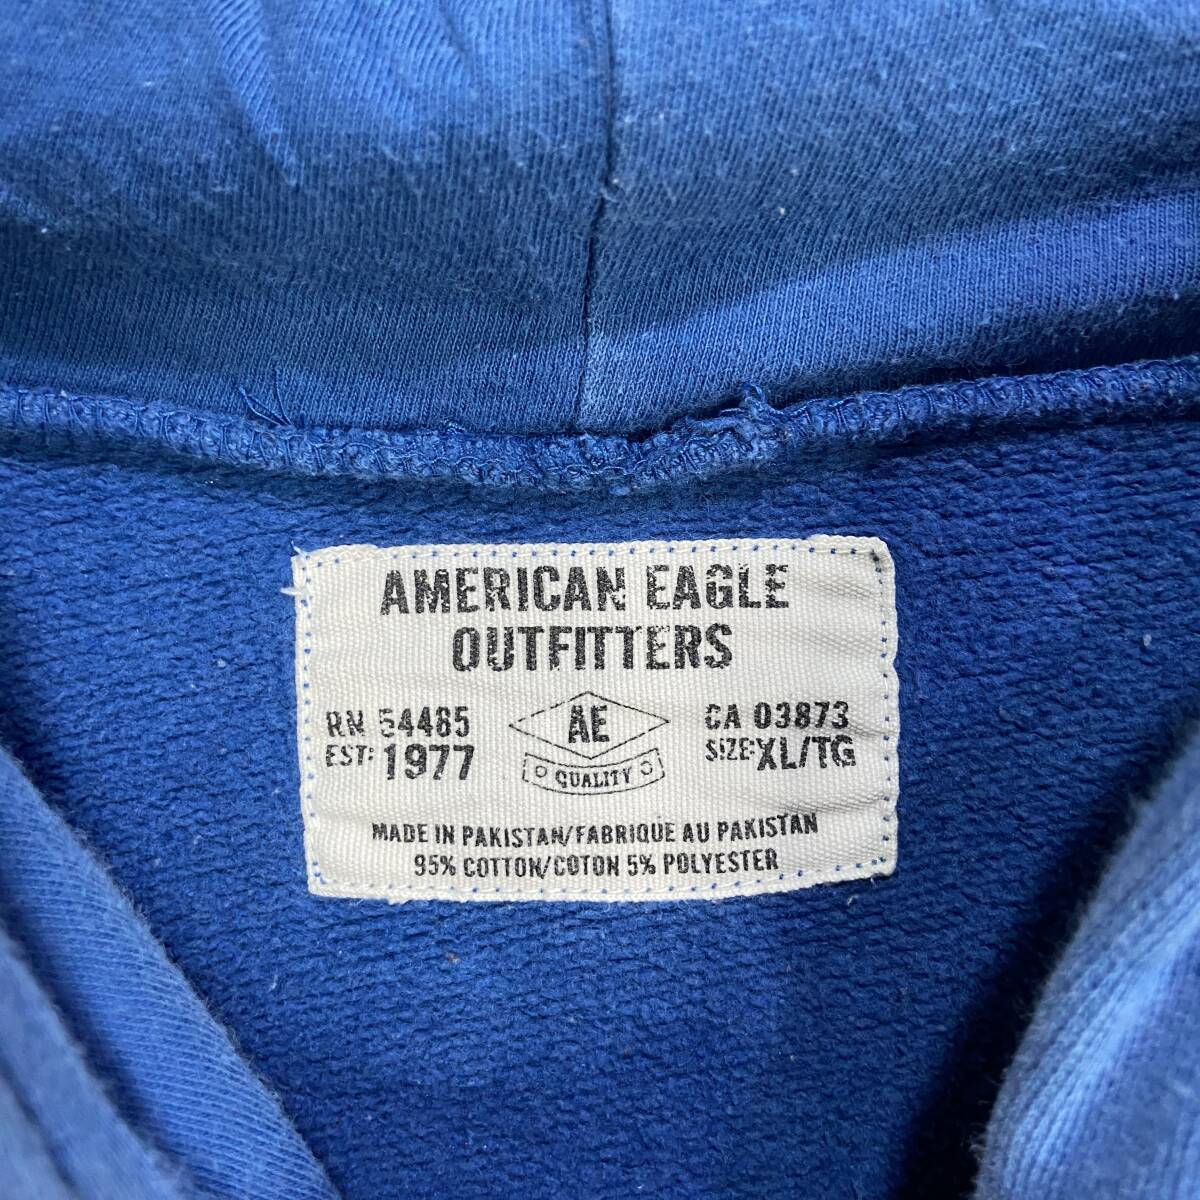 AMERICAN EAGLE
OUTFITTERS
RN 54485
EST: 1977
AE
QUALITY
CA 03873
SIZE: XL/TG
MADE IN PAKISTAN/FABRIQUE AU PAKISTAN
95% COTTON/COTON 5% POLYESTER